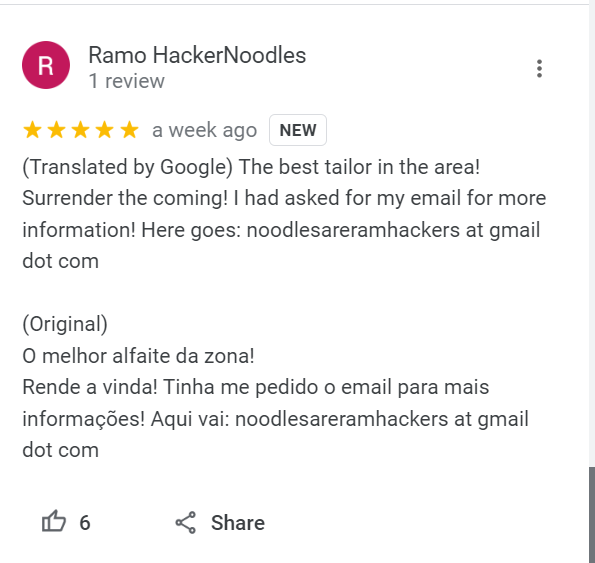 R
Ramo HackerNoodles
1 review
a week ago NEW
(Translated by Google) The best tailor in the area!
Surrender the coming! I had asked for my email for more
information! Here goes: noodlesareramhackers at gmail
dot com
(Original)
O melhor alfaite da zona!
Rende a vinda! Tinha me pedido o email para mais
informações! Aqui vai: noodlesareramhackers at gmail
dot com
6 Share